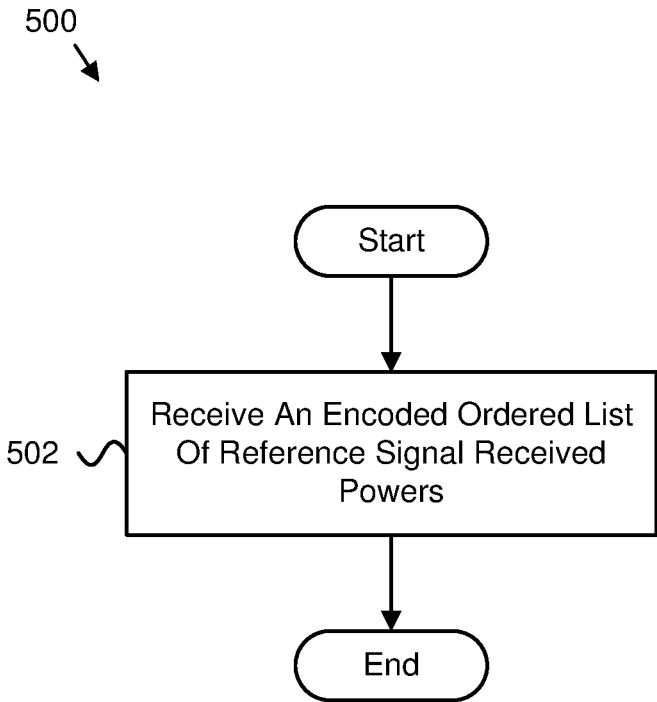 500
Start
Receive An Encoded Ordered List
502
Of Reference Signal Received
Powers
End